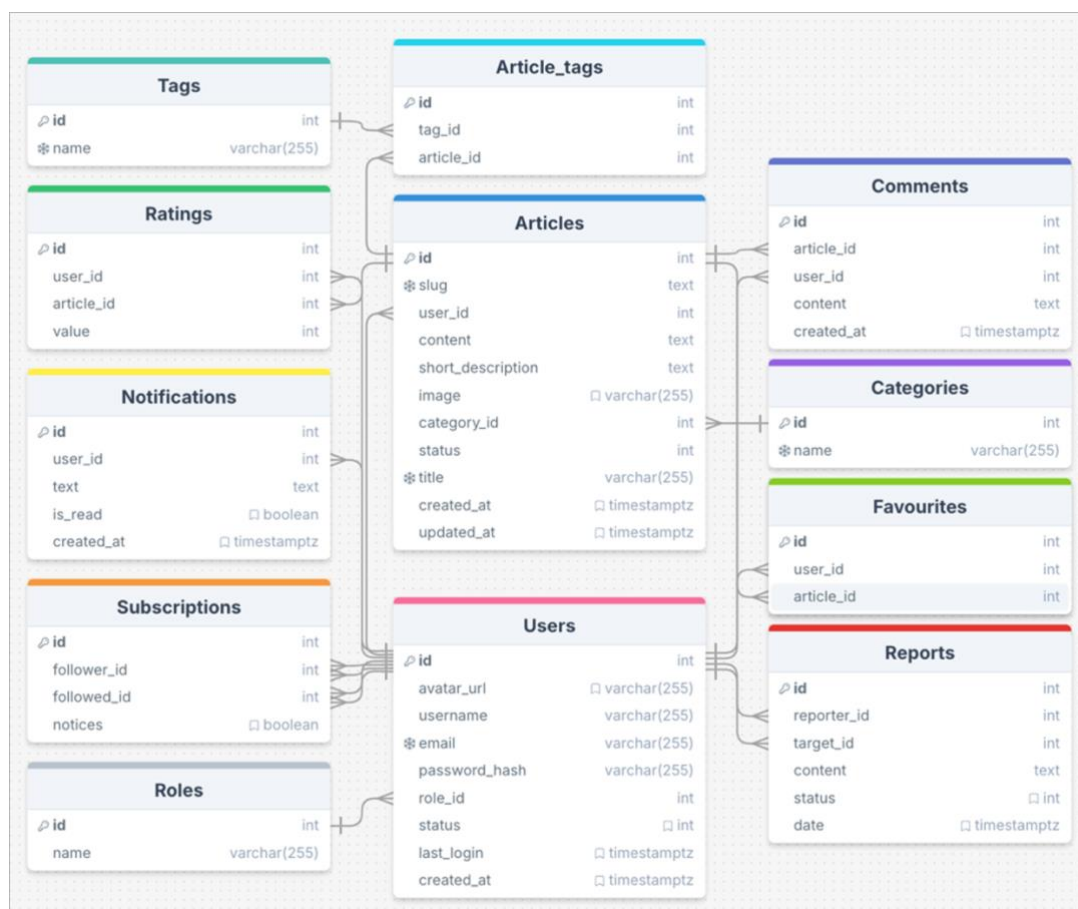 Tags
id int
name varchar(255)
Ratings
id int
user_id int
article_id int
value int
Notifications
id int
user_id int
text text
is_read boolean
created_at timestamptz
Subscriptions
id int
follower_id int
followed_id int
notices boolean
Roles
id int
name varchar(255)
Article_tags
id int
tag_id int
article_id int
Articles
id int
slug text
user_id int
content text
short_description text
image varchar(255)
category_id int
status int
title varchar(255)
created_at timestamptz
updated_at timestamptz
Users
id int
avatar_url varchar(255)
username varchar(255)
email varchar(255)
password_hash varchar(255)
role_id int
status int
last_login timestamptz
created_at timestamptz
Comments
id int
article_id int
user_id int
content text
created_at timestamptz
Categories
id int
name varchar(255)
Favourites
id int
user_id int
article_id int
Reports
id int
reporter_id int
target_id int
content text
status int
date timestamptz